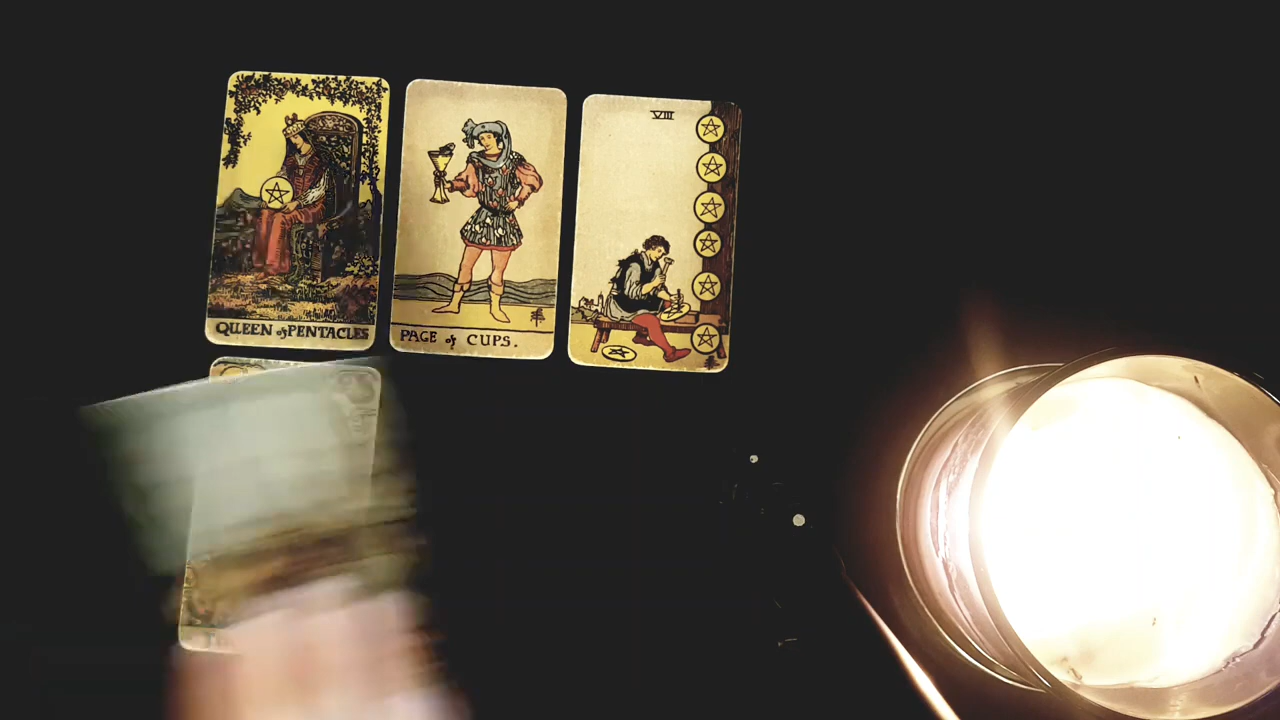 QUEEN of PENTACLES
PAGE of CUPS.
VIII